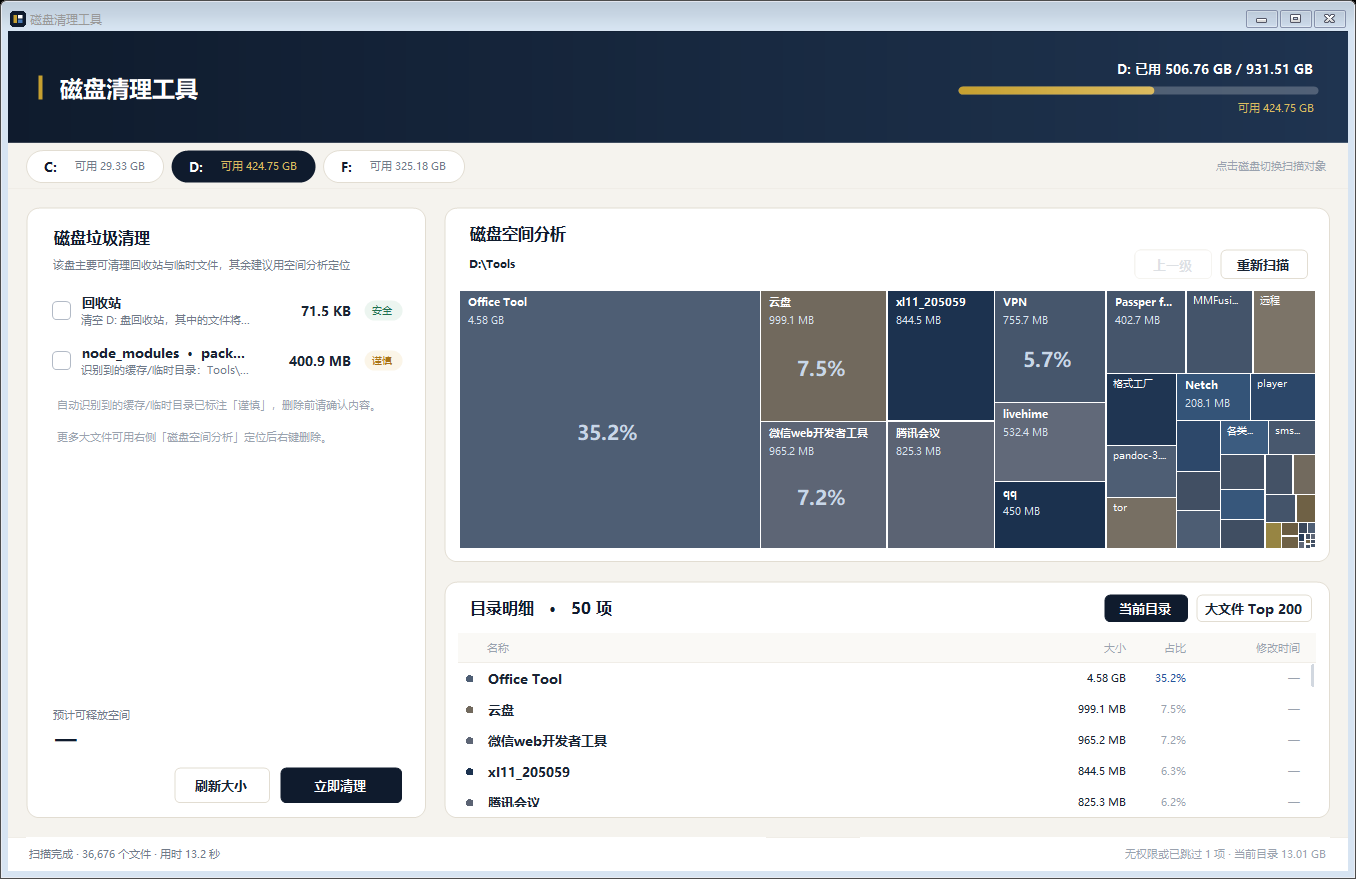 磁盘清理工具
磁盘清理工具
D: 已用 506.76 GB / 931.51 GB
可用 424.75 GB
C: 可用 29.33 GB
D: 可用 424.75 GB
F: 可用 325.18 GB
点击磁盘切换扫描对象
磁盘垃圾清理
该盘主要可清理回收站与临时文件，其余建议用空间分析定位
回收站
清空 D: 盘回收站，其中的文件将...
71.5 KB
安全
node_modules • pack...
识别到的缓存/临时目录：Tools\...
400.9 MB
谨慎
自动识别到的缓存/临时目录已标注「谨慎」，删除前请确认内容。
更多大文件可用右侧「磁盘空间分析」定位后右键删除。
预计可释放空间
—
刷新大小
立即清理
磁盘空间分析
D:\Tools
上一级
重新扫描
Office Tool
4.58 GB
35.2%
云盘
999.1 MB
7.5%
微信web开发者工具
965.2 MB
7.2%
xl11_205059
844.5 MB
腾讯会议
825.3 MB
VPN
755.7 MB
5.7%
livehime
532.4 MB
qq
450 MB
Passper f...
402.7 MB
MMFusi...
远程
格式工厂
Netch
208.1 MB
player
pandoc-3....
各类...
sms...
tor
目录明细 • 50 项
当前目录
大文件 Top 200
名称 大小 占比 修改时间
Office Tool 4.58 GB 35.2% —
云盘 999.1 MB 7.5% —
微信web开发者工具 965.2 MB 7.2% —
xl11_205059 844.5 MB 6.3% —
腾讯会议 825.3 MB 6.2% —
扫描完成 · 36,676 个文件 · 用时 13.2 秒
无权限或已跳过 1 项 · 当前目录 13.01 GB